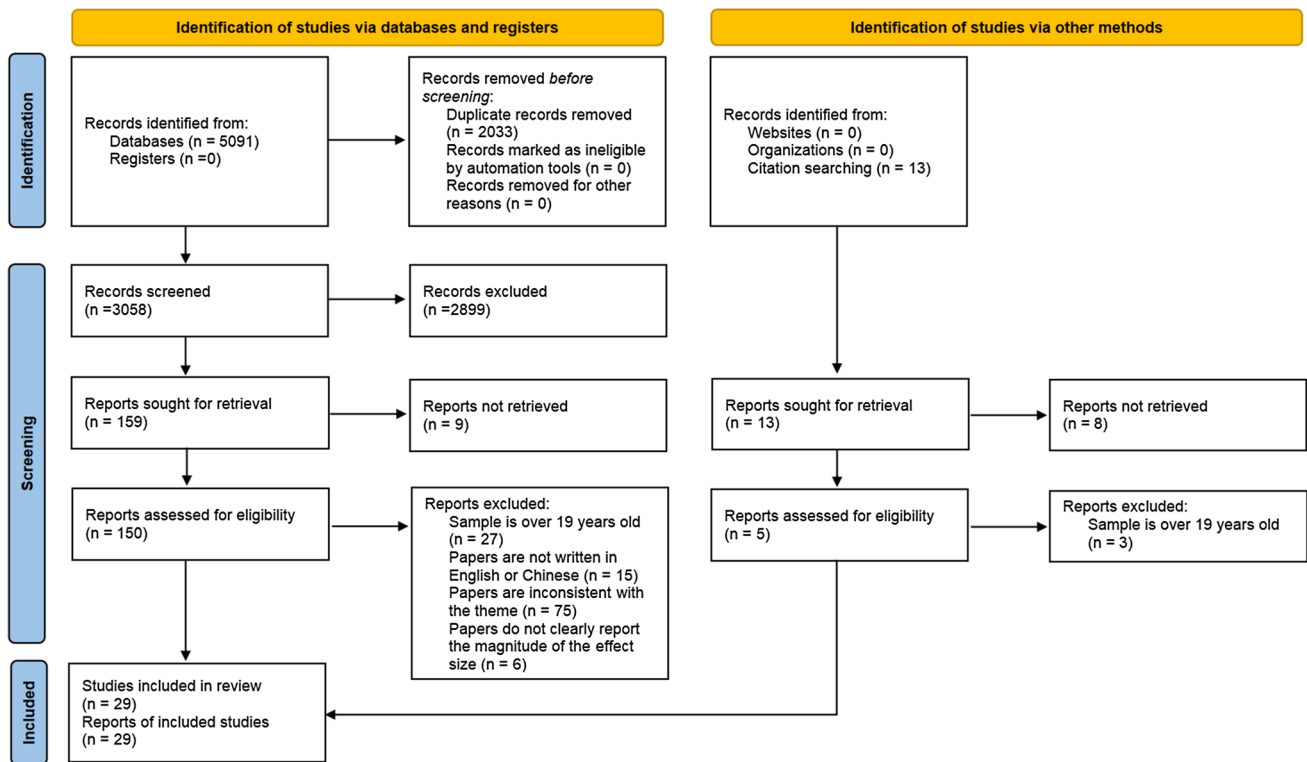 Identification of studies via databases and registers
Identification of studies via other methods
Identification
Records identified from:
Databases (n = 5091)
Registers (n =0)
Records removed before
screening:
Duplicate records removed
(n = 2033)
Records marked as ineligible
by automation tools (n = 0)
Records removed for other
reasons (n = 0)
Records identified from:
Websites (n = 0)
Organizations (n = 0)
Citation searching (n = 13)
Screening
Records screened
(n =3058)
Records excluded
(n =2899)
Reports sought for retrieval
(n = 159)
Reports not retrieved
(n = 9)
Reports sought for retrieval
(n = 13)
Reports not retrieved
(n = 8)
Reports assessed for eligibility
(n = 150)
Reports excluded:
Sample is over 19 years old
(n = 27)
Papers are not written in
English or Chinese (n = 15)
Papers are inconsistent with
the theme (n = 75)
Papers do not clearly report
the magnitude of the effect
size (n = 6)
Reports assessed for eligibility
(n = 5)
Reports excluded:
Sample is over 19 years old
(n = 3)
Included
Studies included in review
(n = 29)
Reports of included studies
(n = 29)